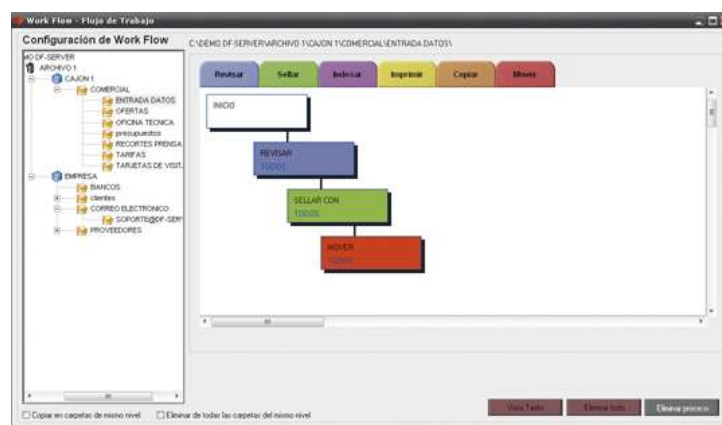 Work Flow - Flujo de Trabajo
Configuración de Work Flow
C:\DEMO DF-SERVER\ARCHIVO 1\CAJON 1\COMERCIAL\ENTRADA DATOS\
MO DF-SERVER
ARCHIVO 1
CAJON 1
COMERCIAL
ENTRADA DATOS
OFERTAS
OFICINA TECNICA
presupuestos
RECORTES PRENSA
TARIFAS
TARJETAS DE VISIT.
EMPRESA
BANCOS
clientes
CORREO ELECTRONICO
SOPORTE@DF-SER
PROVEEDORES
Revisar
Sellar
Indexar
Imprimir
Copiar
Mover
INICIO
REVISAR
TODOS
SELLAR CON
TODOS
MOVER
TODOS
Copiar en carpetas de mismo nivel
Eliminar de todas las carpetas del mismo nivel
Vista Texto
Eliminar todo
Eliminar proceso